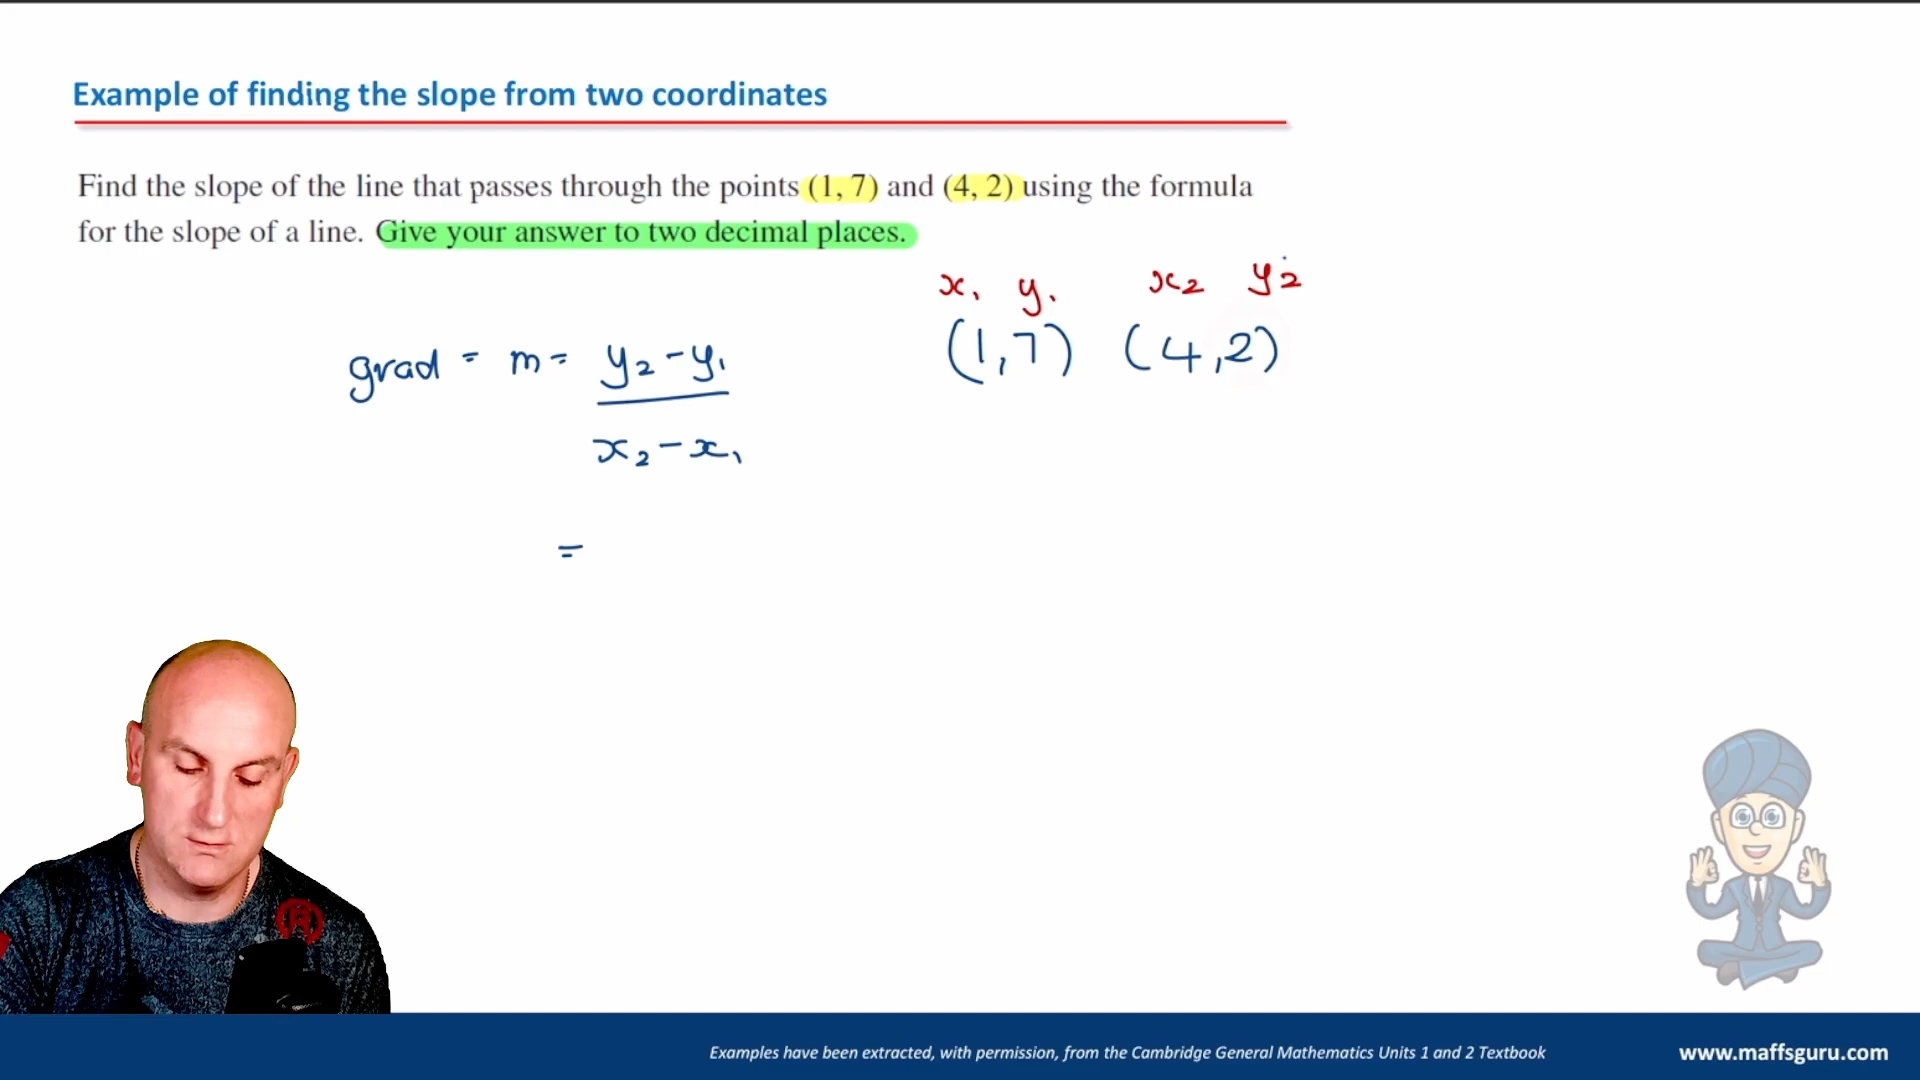 Example of finding the slope from two coordinates
Find the slope of the line that passes through the points (1, 7) and (4, 2) using the formula
for the slope of a line. Give your answer to two decimal places.
x₁ y₁ x₂ y₂
(1,7) (4,2)
grad = m = y₂-y₁
x₂-x₁
=
Examples have been extracted, with permission, from the Cambridge General Mathematics Units 1 and 2 Textbook
www.maffsguru.com